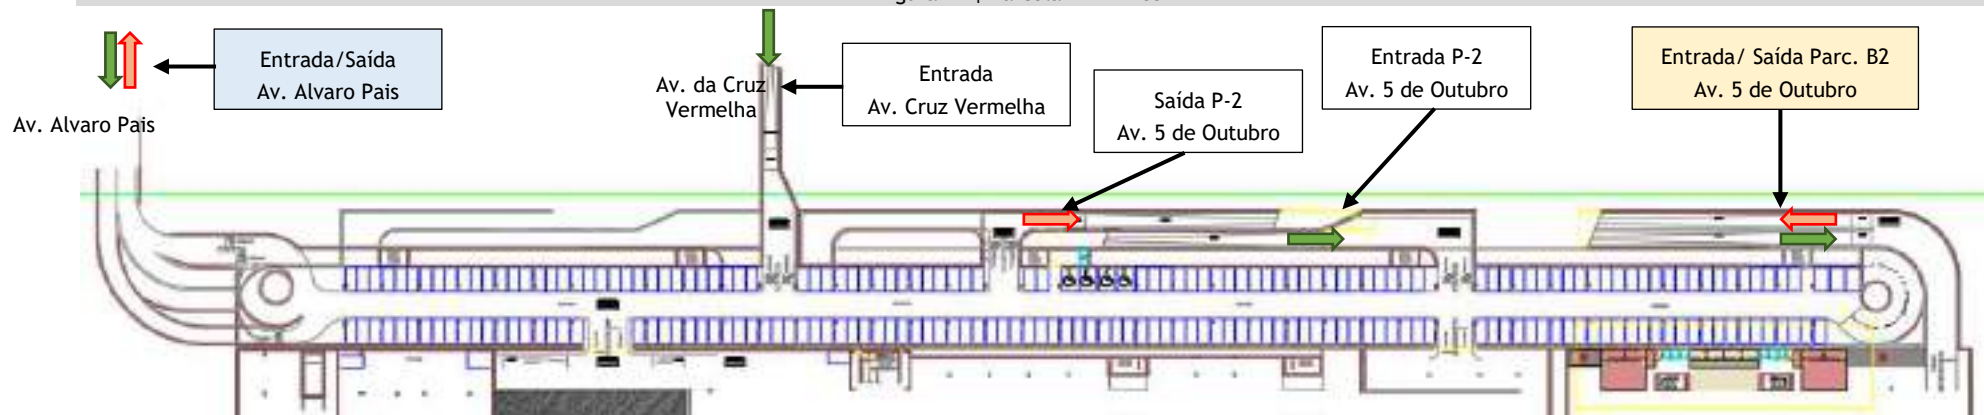 Entrada/Saída
Av. Alvaro Pais
Av. Alvaro Pais
Av. da Cruz
Vermelha
Entrada
Av. Cruz Vermelha
Saída P-2
Av. 5 de Outubro
Entrada P-2
Av. 5 de Outubro
Entrada/ Saída Parc. B2
Av. 5 de Outubro